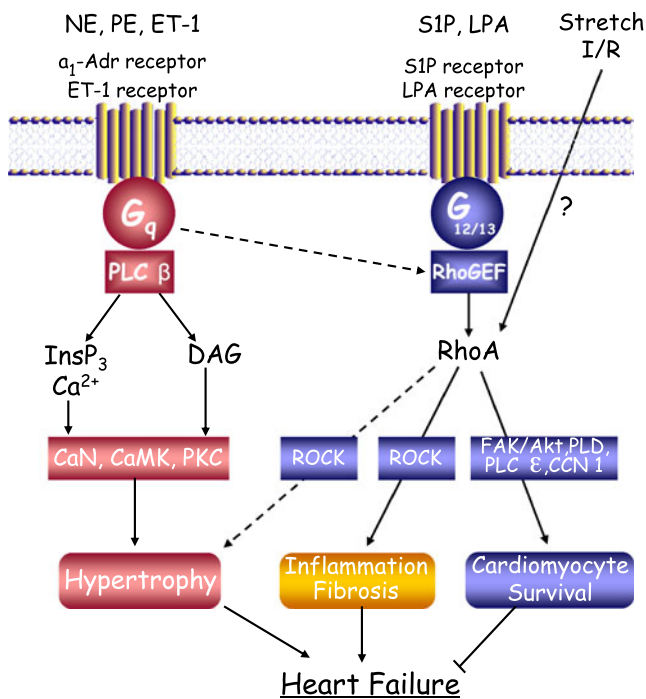 NE, PE, ET-1
α₁-Adr receptor
ET-1 receptor
S1P, LPA
S1P receptor
LPA receptor
Stretch
I/R
Gq
G
12/13
?
PLC β
RhoGEF
InsP₃
Ca²⁺
DAG
RhoA
CaN, CaMK, PKC
ROCK
ROCK
FAK/Akt,PLD,
PLC Ɛ,CCN 1
Hypertrophy
Inflammation
Fibrosis
Cardiomyocyte
Survival
Heart Failure